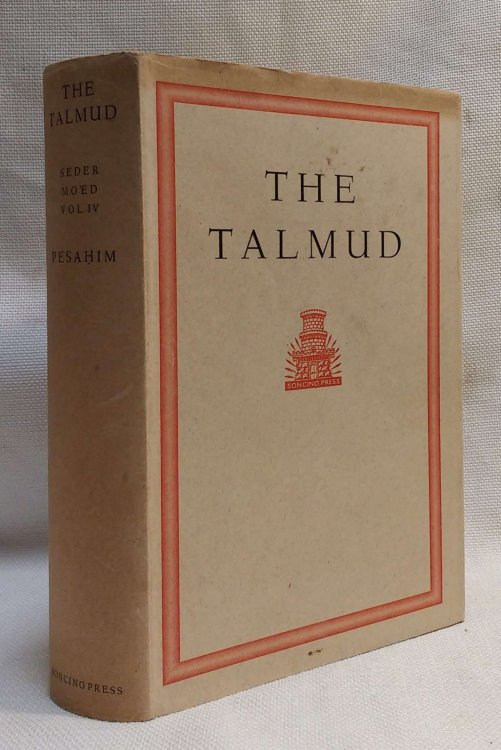 THE
TALMUD
SEDER
MO'ED
VOL. IV
PESAḤIM
SONCINO PRESS
THE
TALMUD
SONCINO PRESS